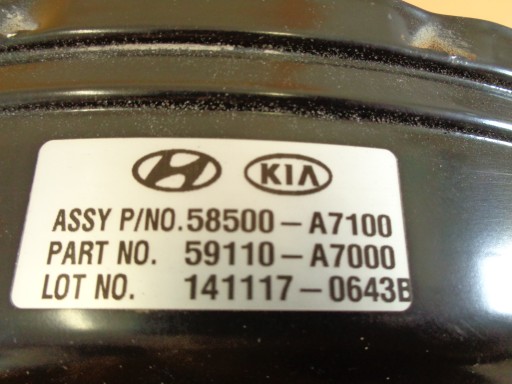 H KIA
ASSY P/NO. 58500-A7100
PART NO. 59110-A7000
LOT NO. 141117-0643B